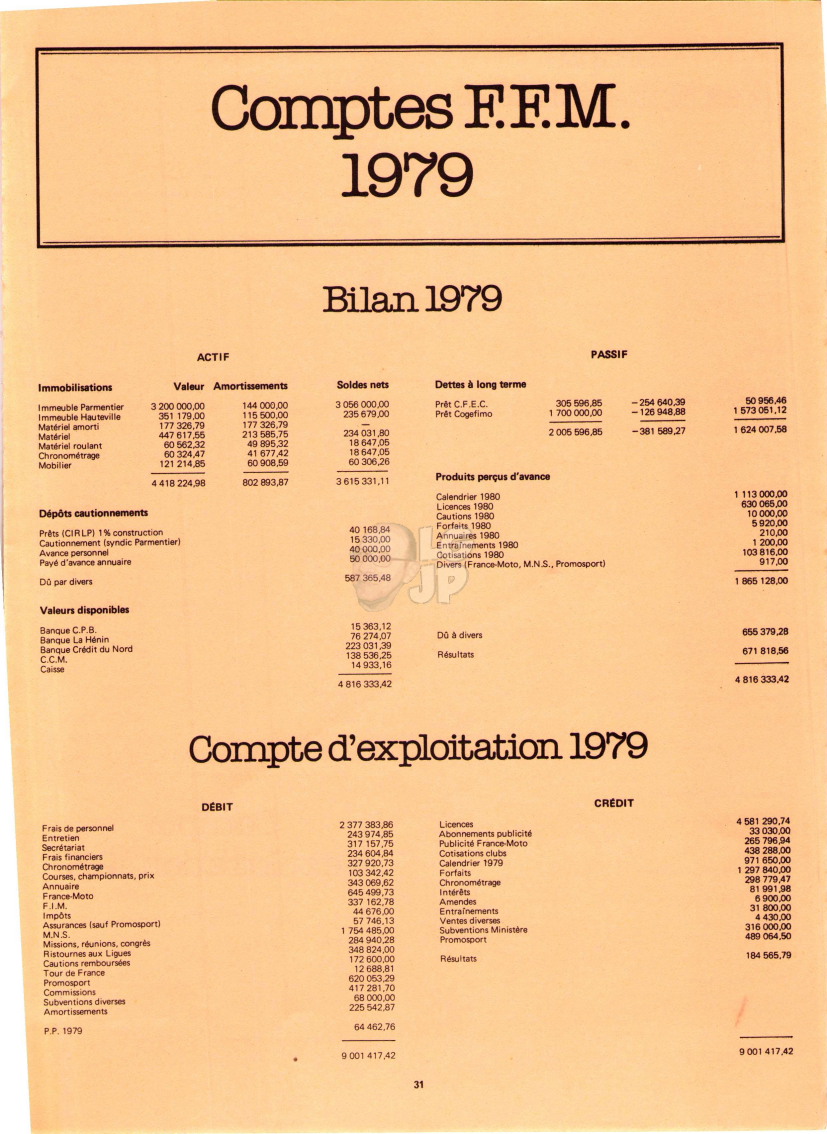 Comptes F.F.M.
1979
Bilan 1979
ACTIF
Immobilisations Valeur Amortissements Soldes nets
Immeuble Parmentier 3 200 000,00 144 000,00 3 056 000,00
Immeuble Hauteville 351 179,00 115 500,00 235 679,00
Matériel amorti 177 326,79 177 326,79 —
Matériel 447 617,55 213 585,75 234 031,80
Matériel roulant 60 562,32 49 895,32 18 647,05
Chronométrage 60 324,47 41 677,42 18 647,05
Mobilier 121 214,85 60 908,59 60 306,26
4 418 224,98 802 893,87 3 615 331,11
Dépôts cautionnements
Prêts (CIRLP) 1% construction 40 168,84
Cautionnement (syndic Parmentier) 15 330,00
Avance personnel 40 000,00
Payé d'avance annuaire 50 000,00
Dû par divers 587 365,48
Valeurs disponibles
Banque C.P.B. 15 363,12
Banque La Hénin 76 274,07
Banque Crédit du Nord 223 031,39
C.C.M. 138 536,25
Caisse 14 933,16
4 816 333,42
PASSIF
Dettes à long terme
Prêt C.F.E.C. 305 596,85 −254 640,39 50 956,46
Prêt Cogefimo 1 700 000,00 −126 948,88 1 573 051,12
2 005 596,85 −381 589,27 1 624 007,58
Produits perçus d'avance
Calendrier 1980 1 113 000,00
Licences 1980 630 065,00
Cautions 1980 10 000,00
Forfaits 1980 5 920,00
Annuaires 1980 210,00
Entraînements 1980 1 200,00
Cotisations 1980 103 816,00
Divers (France-Moto, M.N.S., Promosport) 917,00
1 865 128,00
Dû à divers 655 379,28
Résultats 671 818,56
4 816 333,42
LC
JP
Compte d'exploitation 1979
DÉBIT
Frais de personnel 2 377 383,86
Entretien 243 974,85
Secrétariat 317 157,75
Frais financiers 234 604,84
Chronométrage 327 920,73
Courses, championnats, prix 103 342,42
Annuaire 343 069,62
France-Moto 645 499,73
F.I.M. 337 162,78
Impôts 44 676,00
Assurances (sauf Promosport) 57 746,13
M.N.S. 1 754 485,00
Missions, réunions, congrès 284 940,28
Ristournes aux Ligues 348 824,00
Cautions remboursées 172 600,00
Tour de France 12 688,81
Promosport 620 053,29
Commissions 417 281,70
Subventions diverses 68 000,00
Amortissements 225 542,87
P.P. 1979 64 462,76
9 001 417,42
CRÉDIT
Licences 4 581 290,74
Abonnements publicité 33 030,00
Publicité France-Moto 265 796,94
Cotisations clubs 438 288,00
Calendrier 1979 971 650,00
Forfaits 1 297 840,00
Chronométrage 298 779,47
Intérêts 81 991,98
Amendes 6 900,00
Entraînements 31 800,00
Ventes diverses 4 430,00
Subventions Ministère 316 000,00
Promosport 489 064,50
Résultats 184 565,79
9 001 417,42
31